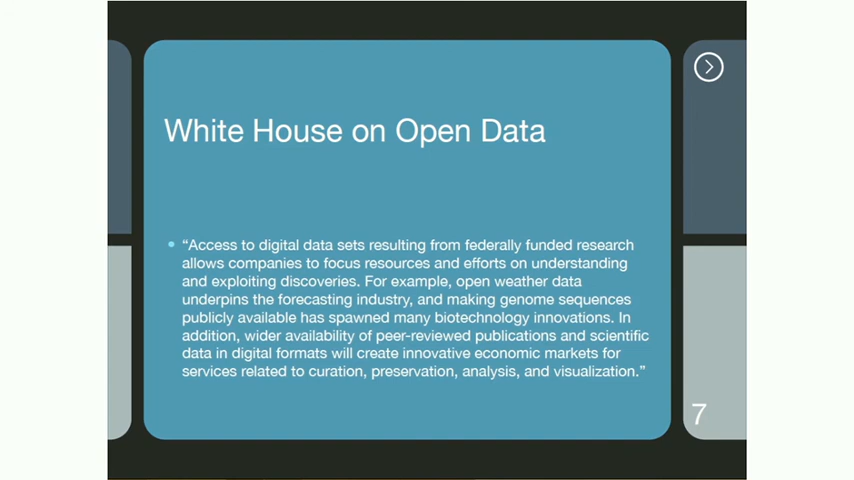 White House on Open Data
• “Access to digital data sets resulting from federally funded research
allows companies to focus resources and efforts on understanding
and exploiting discoveries. For example, open weather data
underpins the forecasting industry, and making genome sequences
publicly available has spawned many biotechnology innovations. In
addition, wider availability of peer-reviewed publications and scientific
data in digital formats will create innovative economic markets for
services related to curation, preservation, analysis, and visualization.”
7